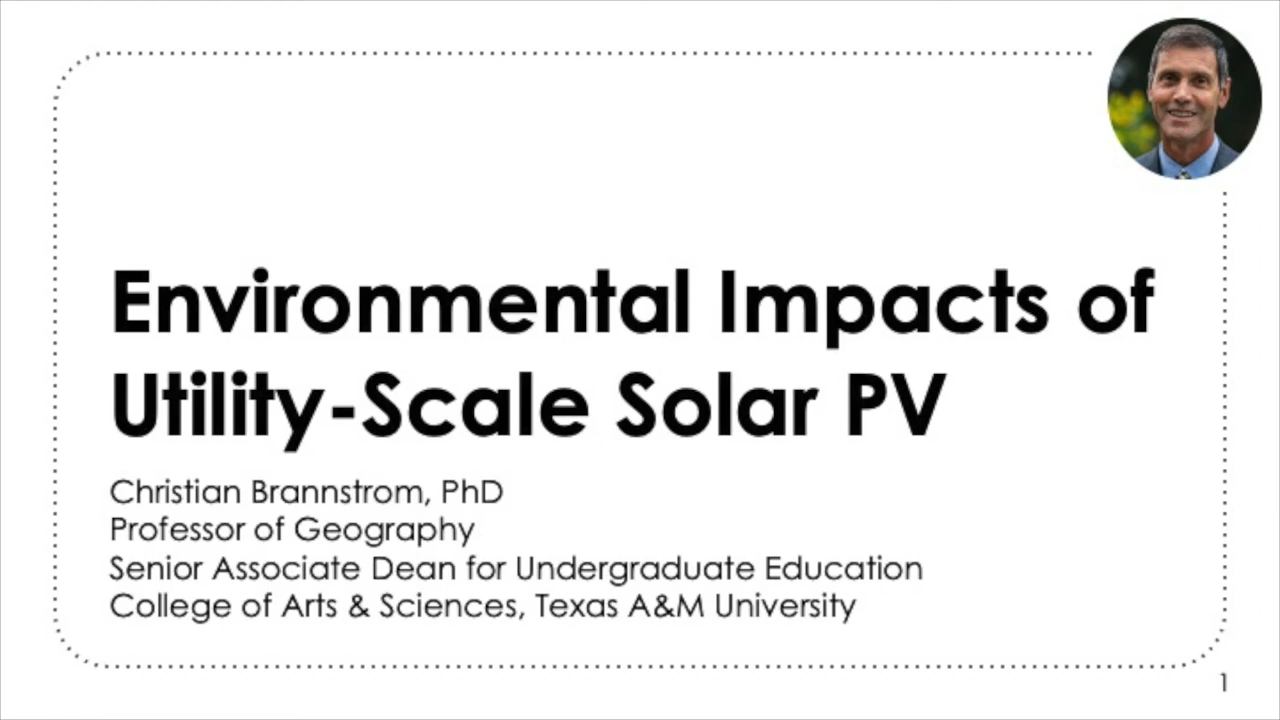 Environmental Impacts of
Utility-Scale Solar PV
Christian Brannstrom, PhD
Professor of Geography
Senior Associate Dean for Undergraduate Education
College of Arts & Sciences, Texas A&M University
1